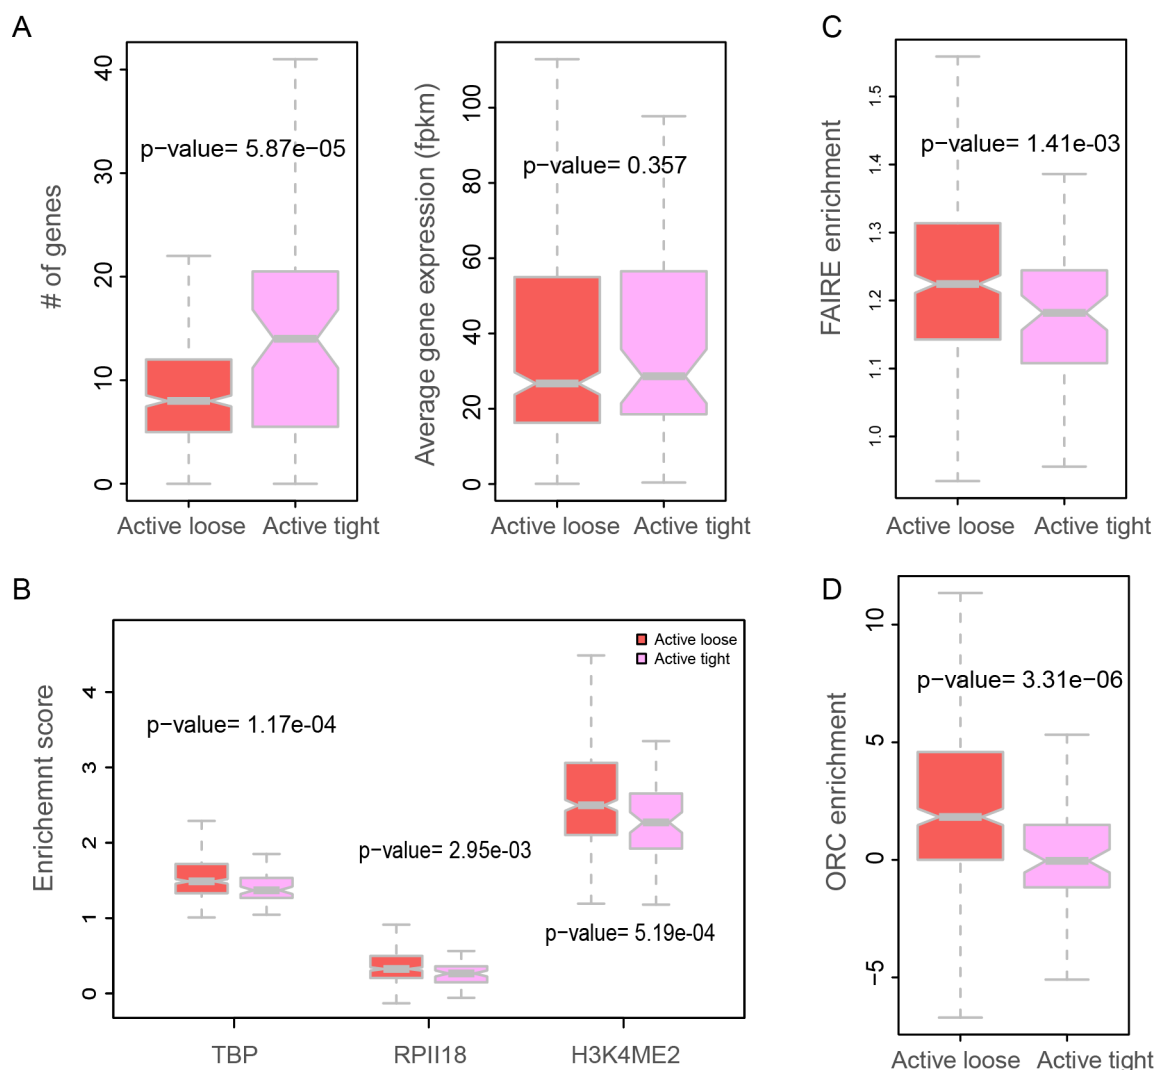 A
# of genes
40
30
20
10
0
p−value= 5.87e−05
Active loose
Active tight
Average gene expression (fpkm)
100
80
60
40
20
0
p−value= 0.357
Active loose
Active tight
C
FAIRE enrichment
1.5
1.4
1.3
1.2
1.1
1.0
p−value= 1.41e-03
Active loose
Active tight
B
Enrichemnt score
4
3
2
1
0
Active loose
Active tight
p−value= 1.17e-04
p−value= 2.95e-03
p−value= 5.19e-04
TBP
RPII18
H3K4ME2
D
ORC enrichment
10
5
0
−5
p−value= 3.31e−06
Active loose
Active tight